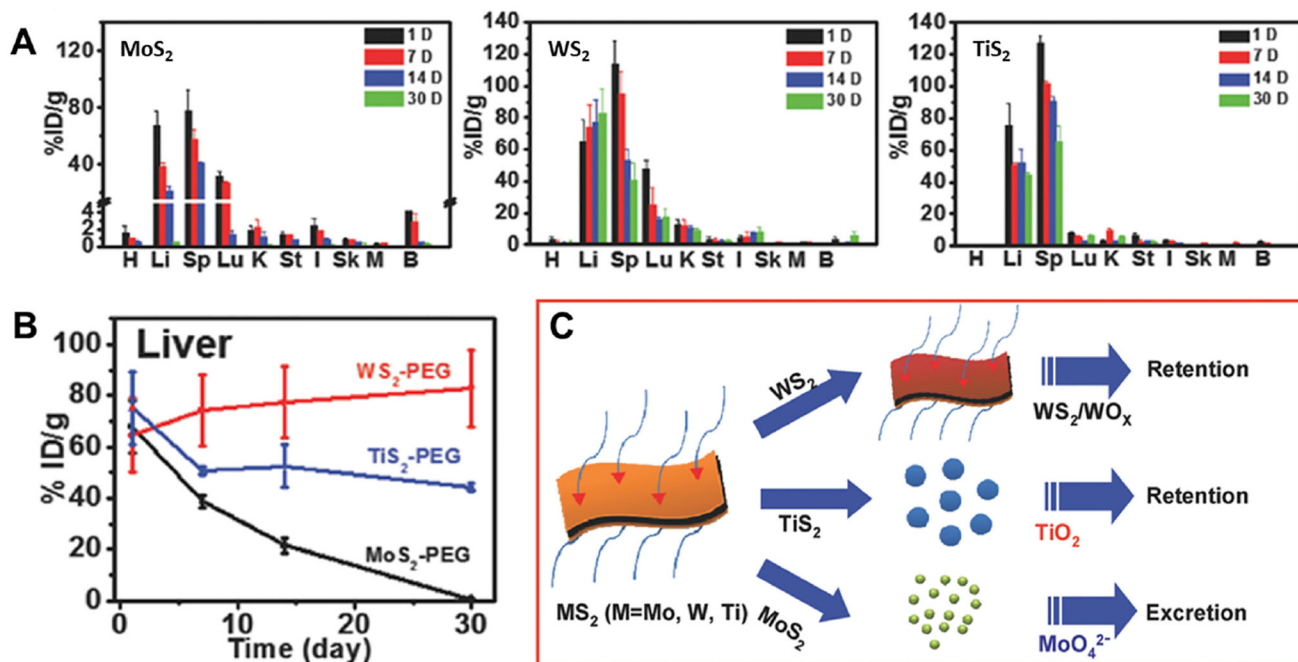 A
MoS₂
1 D
7 D
14 D
30 D
%ID/g
120
80
40
4
2
0
H Li Sp Lu K St I Sk M B
WS₂
1 D
7 D
14 D
30 D
%ID/g
140
120
100
80
60
40
20
0
H Li Sp Lu K St I Sk M B
TiS₂
1 D
7 D
14 D
30 D
%ID/g
140
120
100
80
60
40
20
0
H Li Sp Lu K St I Sk M B
B
Liver
% ID/g
100
80
60
40
20
0
WS₂-PEG
TiS₂-PEG
MoS₂-PEG
0 10 20 30
Time (day)
C
WS₂
WS₂/WOₓ
Retention
TiS₂
TiO₂
Retention
MS₂ (M=Mo, W, Ti)
MoS₂
MoO₄²⁻
Excretion